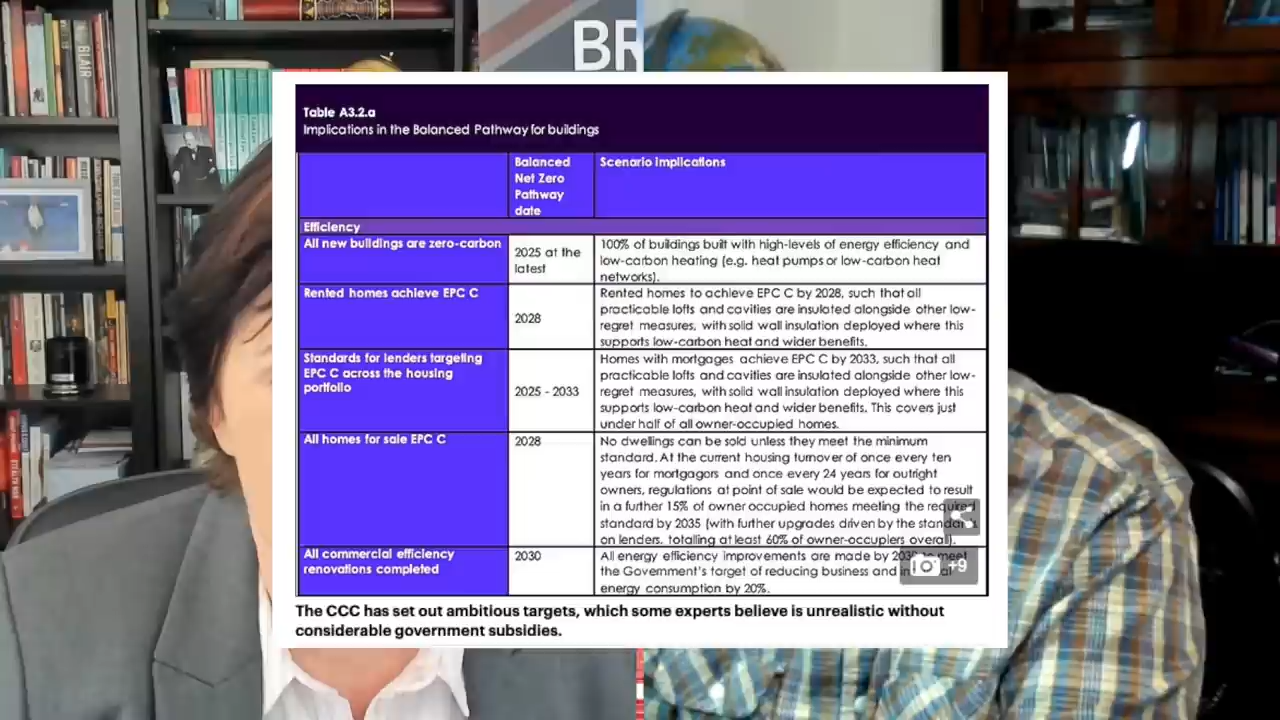 BLAIR
BR
Table A3.2.a
Implications in the Balanced Pathway for buildings
Balanced
Net Zero
Pathway
date
Scenario implications
Efficiency
All new buildings are zero-carbon
2025 at the
latest
100% of buildings built with high-levels of energy efficiency and
low-carbon heating (e.g. heat pumps or low-carbon heat
networks).
Rented homes achieve EPC C
2028
Rented homes to achieve EPC C by 2028, such that all
practicable lofts and cavities are insulated alongside other low-
regret measures, with solid wall insulation deployed where this
supports low-carbon heat and wider benefits.
Standards for lenders targeting
EPC C across the housing
portfolio
2025 - 2033
Homes with mortgages achieve EPC C by 2033, such that all
practicable lofts and cavities are insulated alongside other low-
regret measures, with solid wall insulation deployed where this
supports low-carbon heat and wider benefits. This covers just
under half of all owner-occupied homes.
All homes for sale EPC C
2028
No dwellings can be sold unless they meet the minimum
standard. At the current housing turnover of once every ten
years for mortgagors and once every 24 years for outright
owners, regulations at point of sale would be expected to result
in a further 15% of owner occupied homes meeting the required
standard by 2035 (with further upgrades driven by the standards
on lenders, totalling at least 60% of owner-occupiers overall).
All commercial efficiency
renovations completed
2030
All energy efficiency improvements are made by 2030 to meet
the Government's target of reducing business and
energy consumption by 20%.
+9
The CCC has set out ambitious targets, which some experts believe is unrealistic without
considerable government subsidies.